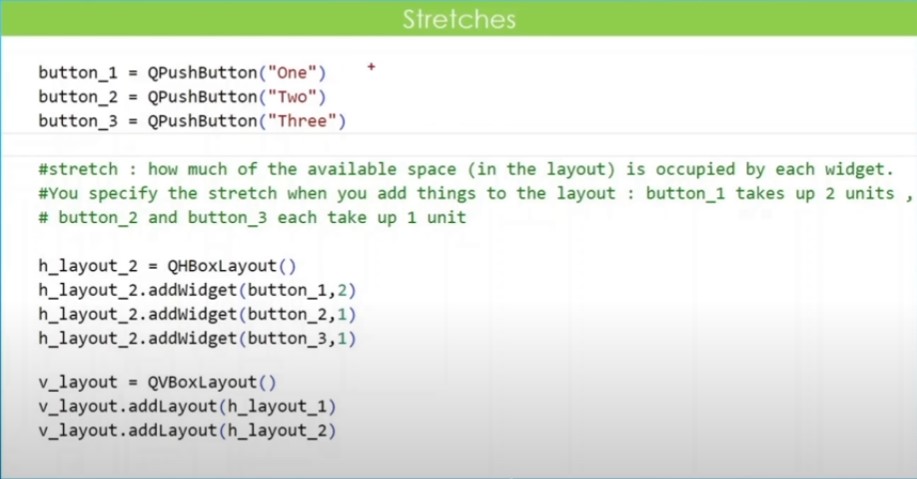 Stretches
button_1 = QPushButton("One")
button_2 = QPushButton("Two")
button_3 = QPushButton("Three")
#stretch : how much of the available space (in the layout) is occupied by each widget.
#You specify the stretch when you add things to the layout : button_1 takes up 2 units ,
# button_2 and button_3 each take up 1 unit
h_layout_2 = QHBoxLayout()
h_layout_2.addWidget(button_1,2)
h_layout_2.addWidget(button_2,1)
h_layout_2.addWidget(button_3,1)
v_layout = QVBoxLayout()
v_layout.addLayout(h_layout_1)
v_layout.addLayout(h_layout_2)